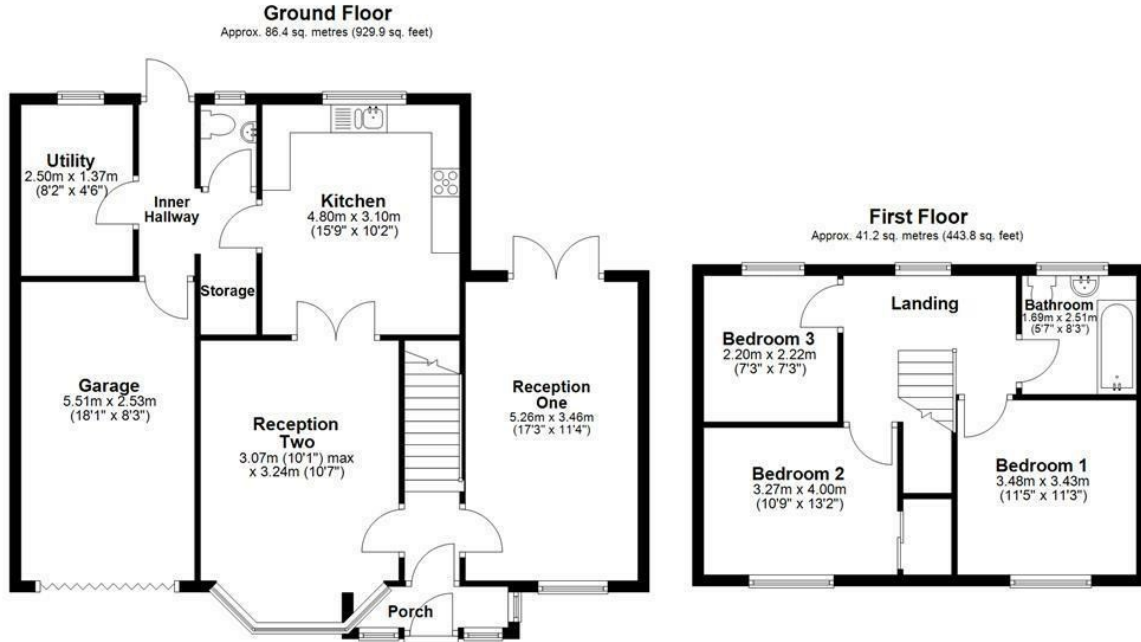 Ground Floor
Approx. 86.4 sq. metres (929.9 sq. feet)
Utility
2.50m x 1.37m
(8'2" x 4'6")
Inner
Hallway
Kitchen
4.80m x 3.10m
(15'9" x 10'2")
Storage
Garage
5.51m x 2.53m
(18'1" x 8'3")
Reception
Two
3.07m (10'1") max
x 3.24m (10'7")
Reception
One
5.26m x 3.46m
(17'3" x 11'4")
Porch
First Floor
Approx. 41.2 sq. metres (443.8 sq. feet)
Landing
Bathroom
1.69m x 2.51m
(5'7" x 8'3")
Bedroom 3
2.20m x 2.22m
(7'3" x 7'3")
Bedroom 2
3.27m x 4.00m
(10'9" x 13'2")
Bedroom 1
3.48m x 3.43m
(11'5" x 11'3")